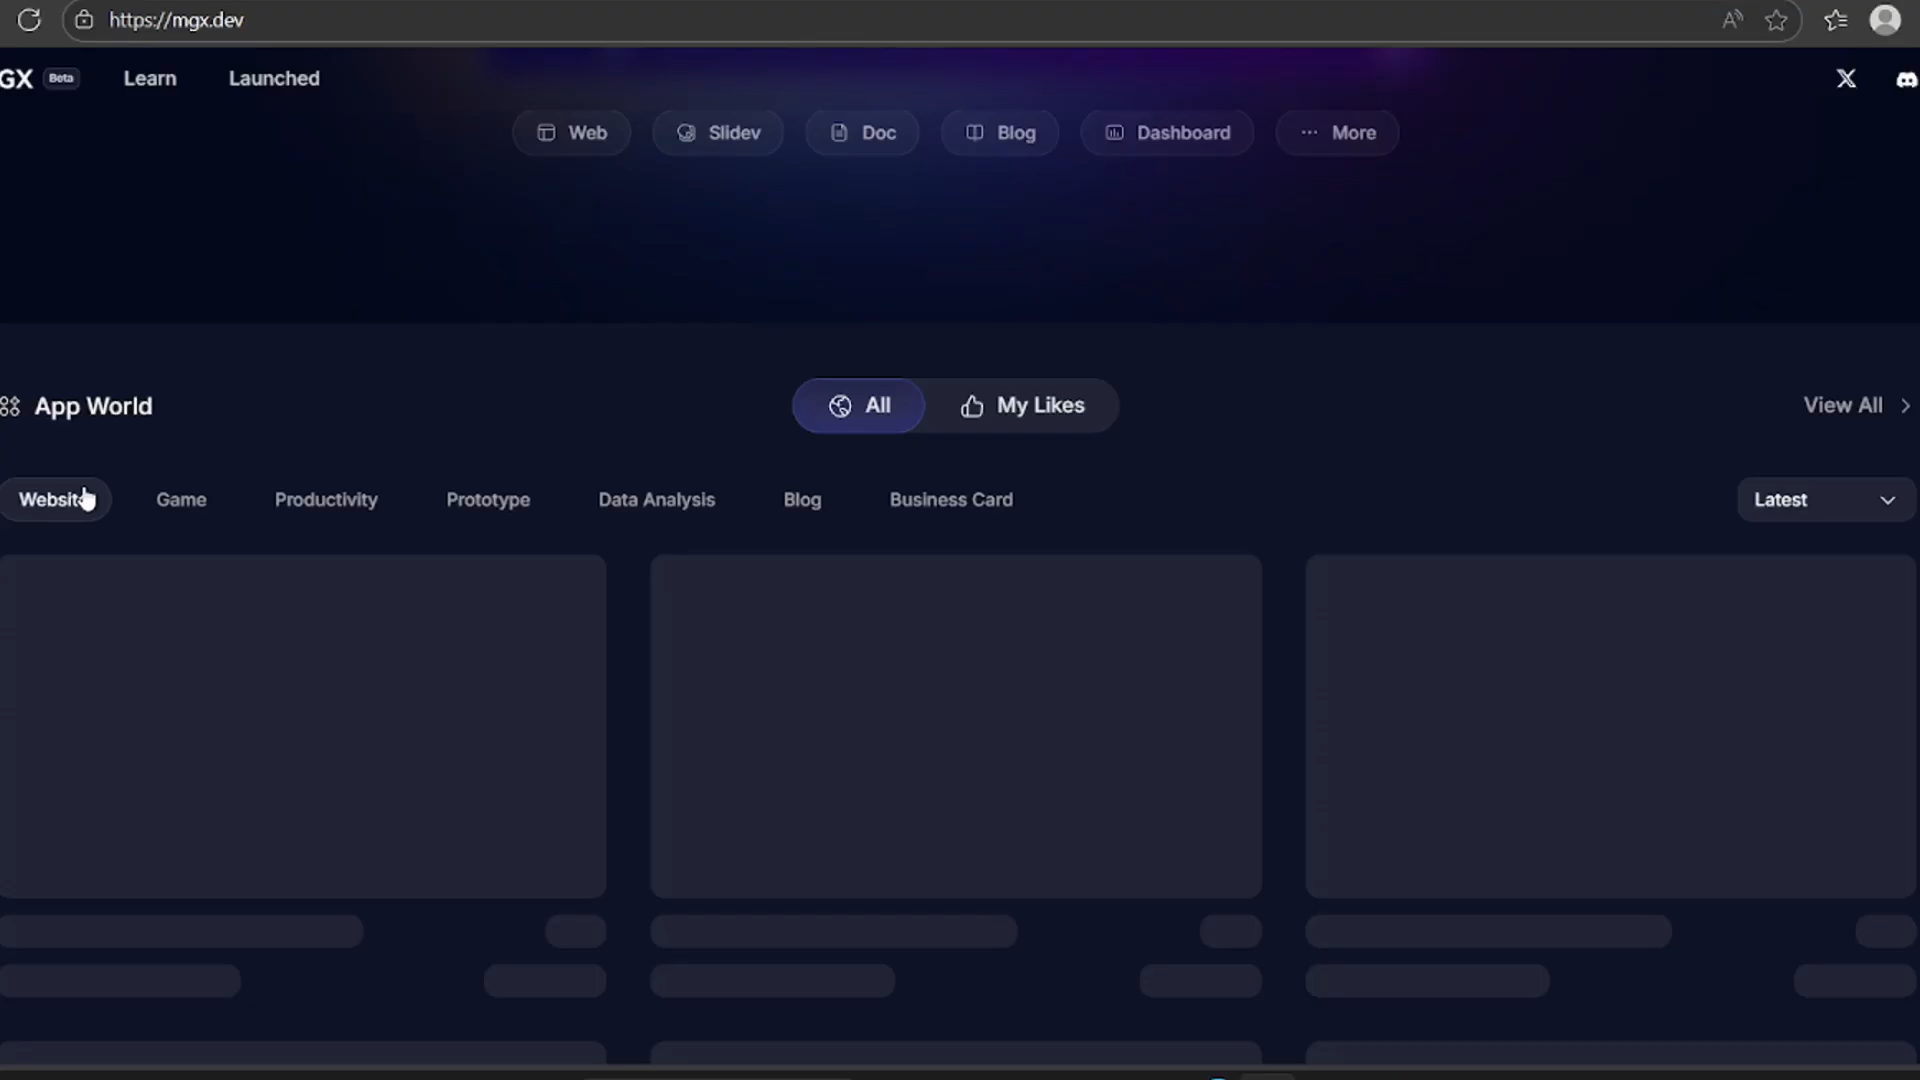 https://mgx.dev
GX Beta Learn Launched
Web Slidev Doc Blog Dashboard More
App World All My Likes View All
Website Game Productivity Prototype Data Analysis Blog Business Card Latest